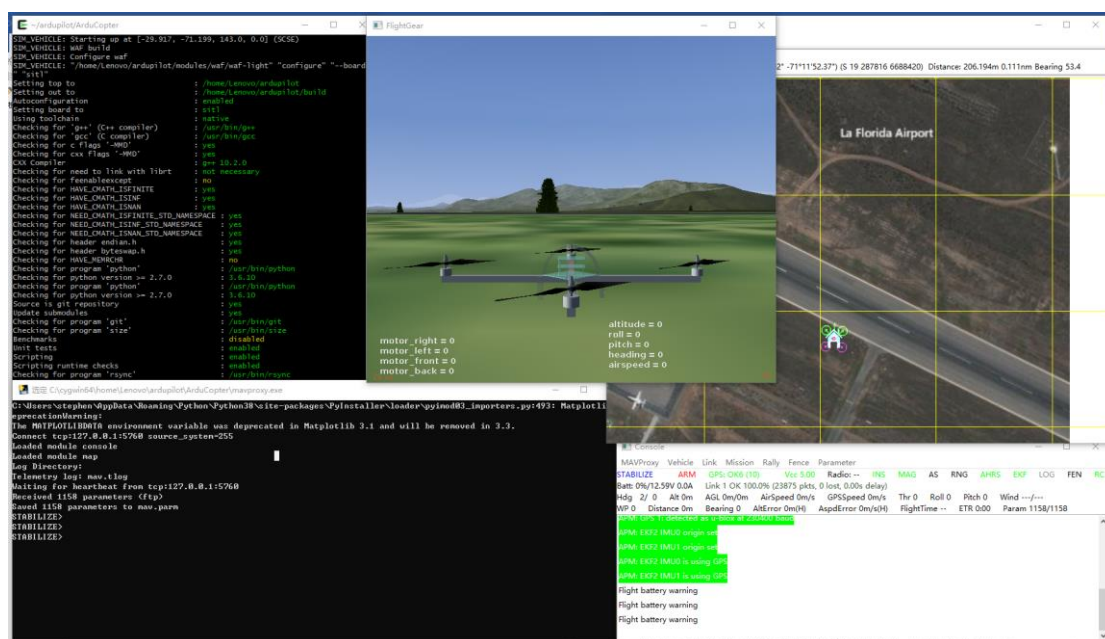 ~/ardupilot/ArduCopter
SIM_VEHICLE: Starting up at [-29.917, -71.199, 143.0, 0.0] (SCSE)
SIM_VEHICLE: WAF build
SIM_VEHICLE: Configure waf
SIM_VEHICLE: "/home/Lenovo/ardupilot/modules/waf/waf-light" "configure" "--board
" "sitl"
Setting top to : /home/Lenovo/ardupilot
Setting out to : /home/Lenovo/ardupilot/build
Autoconfiguration : enabled
Setting board to : sitl
Using toolchain : native
Checking for 'g++' (C++ compiler) : /usr/bin/g++
Checking for 'gcc' (C compiler) : /usr/bin/gcc
Checking for c flags '-MMD' : yes
Checking for cxx flags '-MMD' : yes
CXX Compiler : g++ 10.2.0
Checking for need to link with librt : not necessary
Checking for feenableexcept : no
Checking for HAVE_CMATH_ISFINITE : yes
Checking for HAVE_CMATH_ISINF : yes
Checking for HAVE_CMATH_ISNAN : yes
Checking for NEED_CMATH_ISFINITE_STD_NAMESPACE : yes
Checking for NEED_CMATH_ISINF_STD_NAMESPACE : yes
Checking for NEED_CMATH_ISNAN_STD_NAMESPACE : yes
Checking for header endian.h : yes
Checking for header byteswap.h : yes
Checking for HAVE_MEMRCHR : no
Checking for program 'python' : /usr/bin/python
Checking for python version >= 2.7.0 : 3.6.10
Checking for program 'python' : /usr/bin/python
Checking for python version >= 2.7.0 : 3.6.10
Source is git repository : yes
Update submodules : yes
Checking for program 'git' : /usr/bin/git
Checking for program 'size' : /usr/bin/size
Benchmarks : disabled
Unit tests : enabled
Scripting : enabled
Scripting runtime checks : enabled
Checking for program 'rsync' : /usr/bin/rsync
FlightGear
motor_right = 0
motor_left = 0
motor_front = 0
motor_back = 0
altitude = 0
roll = 0
pitch = 0
heading = 0
airspeed = 0
2° -71°11'52.37") (S 19 287816 6688420) Distance: 206.194m 0.111nm Bearing 53.4
La Florida Airport
选定 C:\cygwin64\home\Lenovo\ardupilot\ArduCopter\mavproxy.exe
C:\Users\stephen\AppData\Roaming\Python\Python38\site-packages\PyInstaller\loader\pyimod03_importers.py:493: Matplotli
eprecationWarning:
The MATPLOTLIBDATA environment variable was deprecated in Matplotlib 3.1 and will be removed in 3.3.
Connect tcp:127.0.0.1:5760 source_system=255
Loaded module console
Loaded module map
Log Directory:
Telemetry log: mav.tlog
Waiting for heartbeat from tcp:127.0.0.1:5760
Received 1158 parameters (ftp)
Saved 1158 parameters to mav.parm
STABILIZE>
STABILIZE>
STABILIZE>
Console
MAVProxy Vehicle Link Mission Rally Fence Parameter
STABILIZE ARM GPS: OK6 (10) Vcc 5.00 Radio: -- INS MAG AS RNG AHRS EKF LOG FEN RC
Batt: 0%/12.59V 0.0A Link 1 OK 100.0% (23875 pkts, 0 lost, 0.00s delay)
Hdg 2/ 0 Alt 0m AGL 0m/0m AirSpeed 0m/s GPSSpeed 0m/s Thr 0 Roll 0 Pitch 0 Wind ---/---
WP 0 Distance 0m Bearing 0 AltError 0m(H) AspdError 0m/s(H) FlightTime -- ETR 0:00 Param 1158/1158
APM: GPS 1: detected as u-blox at 230400 baud
APM: EKF2 IMU0 origin set
APM: EKF2 IMU1 origin set
APM: EKF2 IMU0 is using GPS
APM: EKF2 IMU1 is using GPS
Flight battery warning
Flight battery warning
Flight battery warning